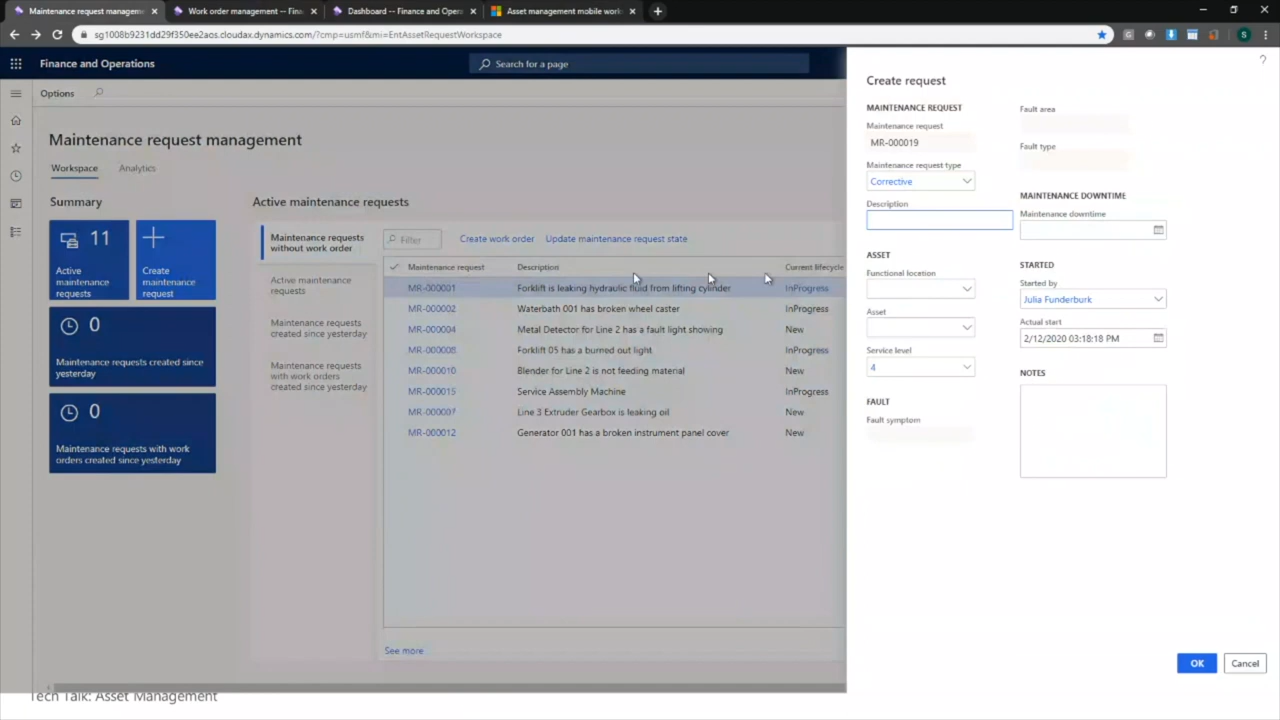 Maintenance request managemen
Work order management -- Fina
Dashboard -- Finance and Opera
Asset management mobile work
sg1008b9231dd29f350ee2aos.cloudax.dynamics.com/?cmp=usmf&mi=EntAssetRequestWorkspace
S
Finance and Operations
Search for a page
?
Options
Maintenance request management
Workspace
Analytics
Summary
11
Active
maintenance
requests
Create
maintenance
request
0
Maintenance requests created since
yesterday
0
Maintenance requests with work
orders created since yesterday
Active maintenance requests
Maintenance requests
without work order
Active maintenance
requests
Maintenance requests
created since yesterday
Maintenance requests
with work orders
created since yesterday
Filter
Create work order
Update maintenance request state
Maintenance request Description Current lifecycle
MR-000001 Forklift is leaking hydraulic fluid from lifting cylinder InProgress
MR-000002 Waterbath 001 has broken wheel caster InProgress
MR-000004 Metal Detector for Line 2 has a fault light showing New
MR-000008 Forklift 05 has a burned out light InProgress
MR-000010 Blender for Line 2 is not feeding material New
MR-000015 Service Assembly Machine InProgress
MR-000007 Line 3 Extruder Gearbox is leaking oil New
MR-000012 Generator 001 has a broken instrument panel cover New
See more
Create request
MAINTENANCE REQUEST
Maintenance request
MR-000019
Maintenance request type
Corrective
Description
ASSET
Functional location
Asset
Service level
4
FAULT
Fault symptom
Fault area
Fault type
MAINTENANCE DOWNTIME
Maintenance downtime
STARTED
Started by
Julia Funderburk
Actual start
2/12/2020 03:18:18 PM
NOTES
OK
Cancel
Tech Talk: Asset Management